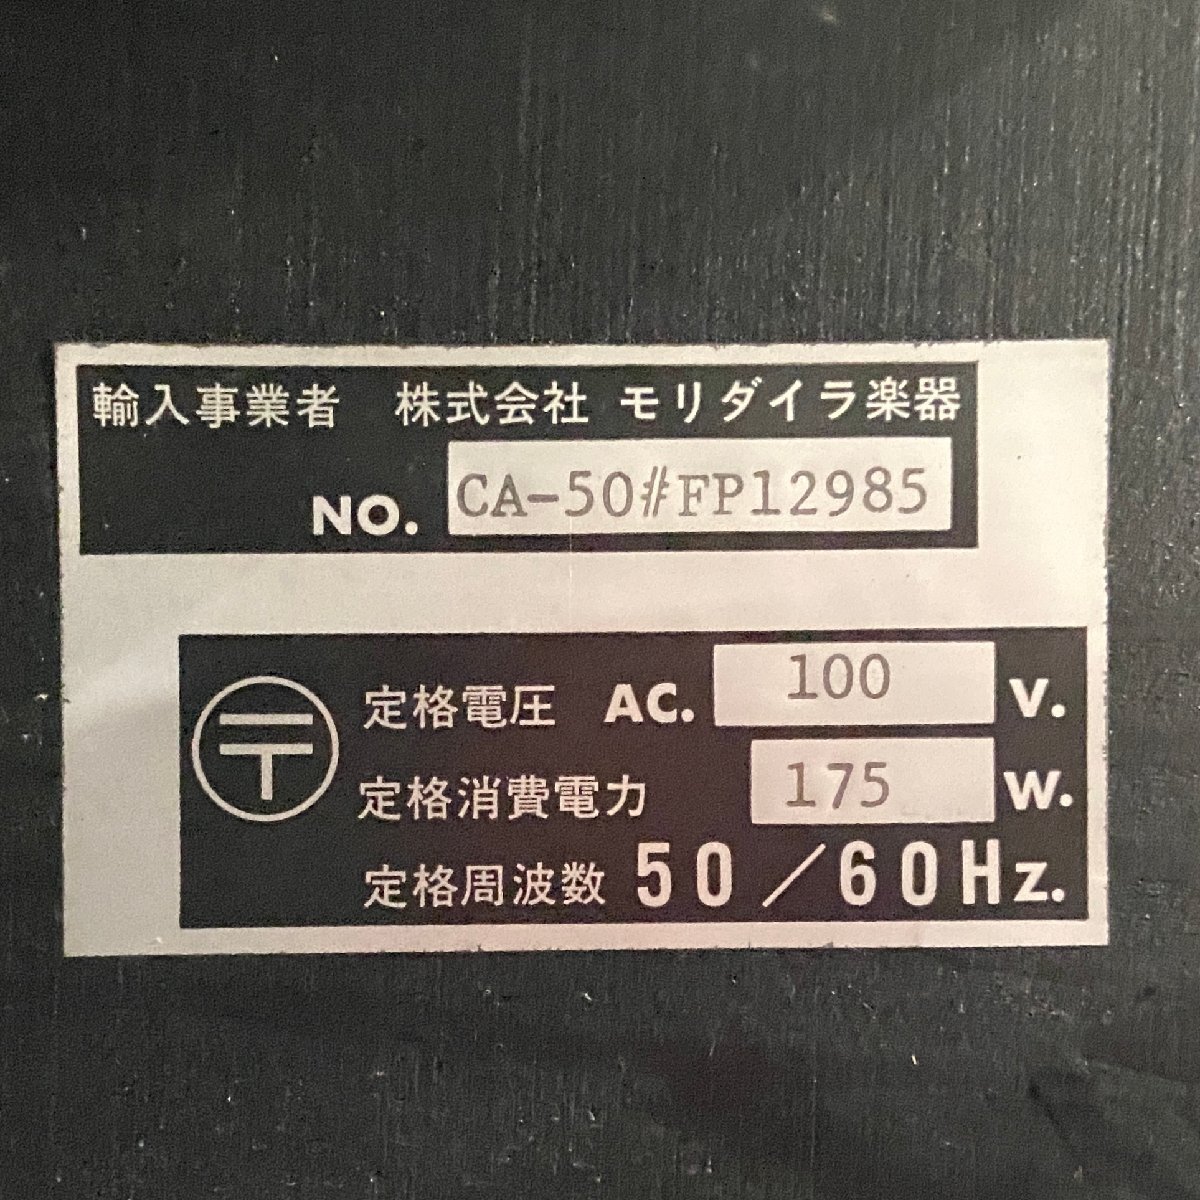 輸入事業者 株式会社 モリダイラ楽器
NO. CA-50#FP12985
〒 定格電圧 AC. 100 V.
定格消費電力 175 W.
定格周波数 50/60Hz.